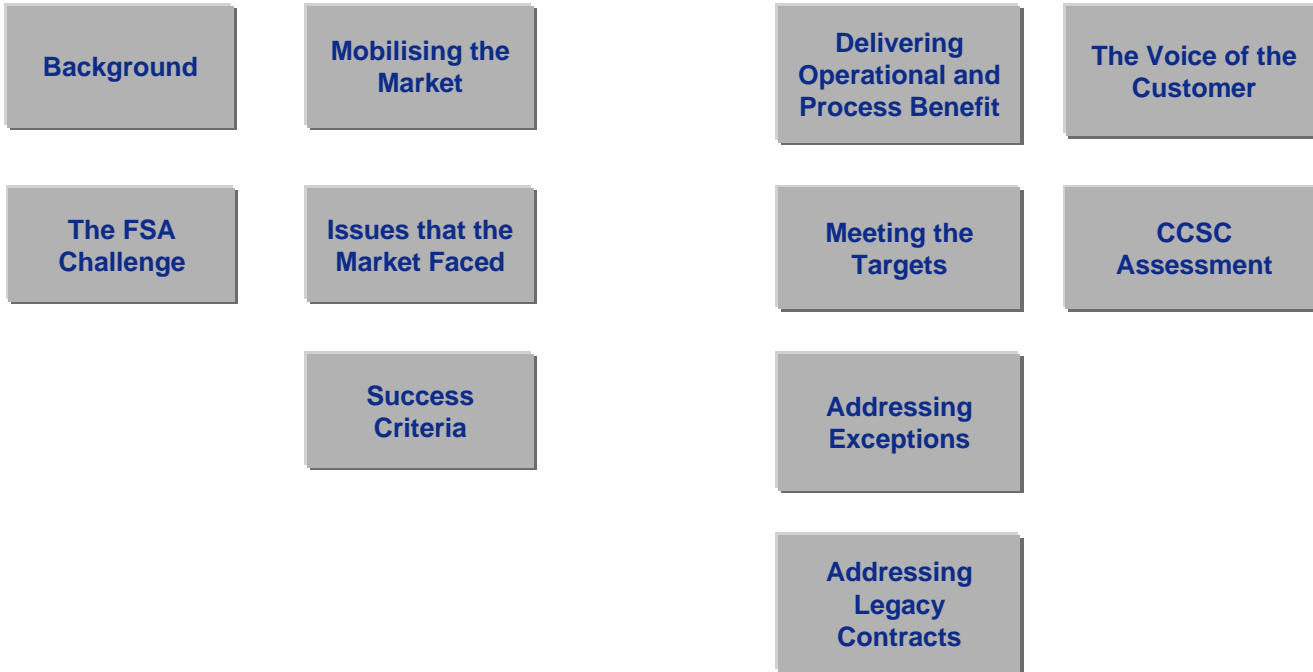 Background
The FSA
Challenge
Mobilising the
Market
Issues that the
Market Faced
Success
Criteria
Delivering
Operational and
Process Benefit
Meeting the
Targets
Addressing
Exceptions
Addressing
Legacy
Contracts
The Voice of the
Customer
CCSC
Assessment